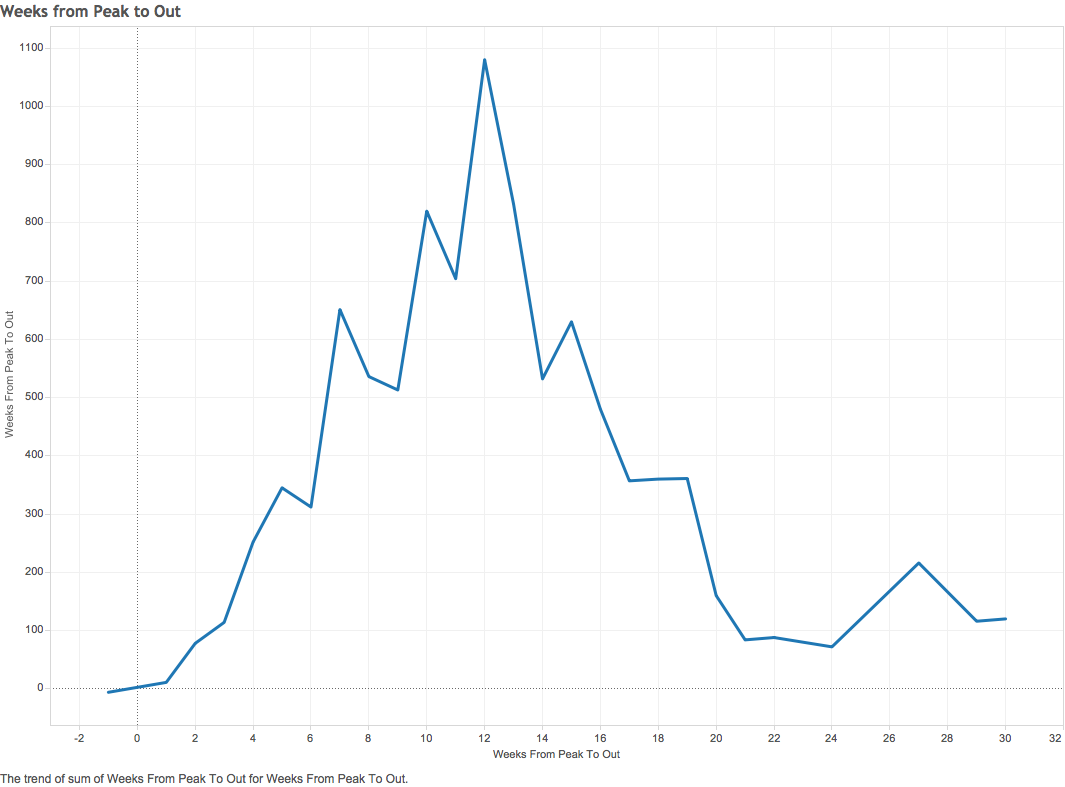 Weeks from Peak to Out
1100
1000
900
800
700
600
500
400
300
200
100
0
Weeks From Peak To Out
-2 0 2 4 6 8 10 12 14 16 18 20 22 24 26 28 30 32
Weeks From Peak To Out
The trend of sum of Weeks From Peak To Out for Weeks From Peak To Out.